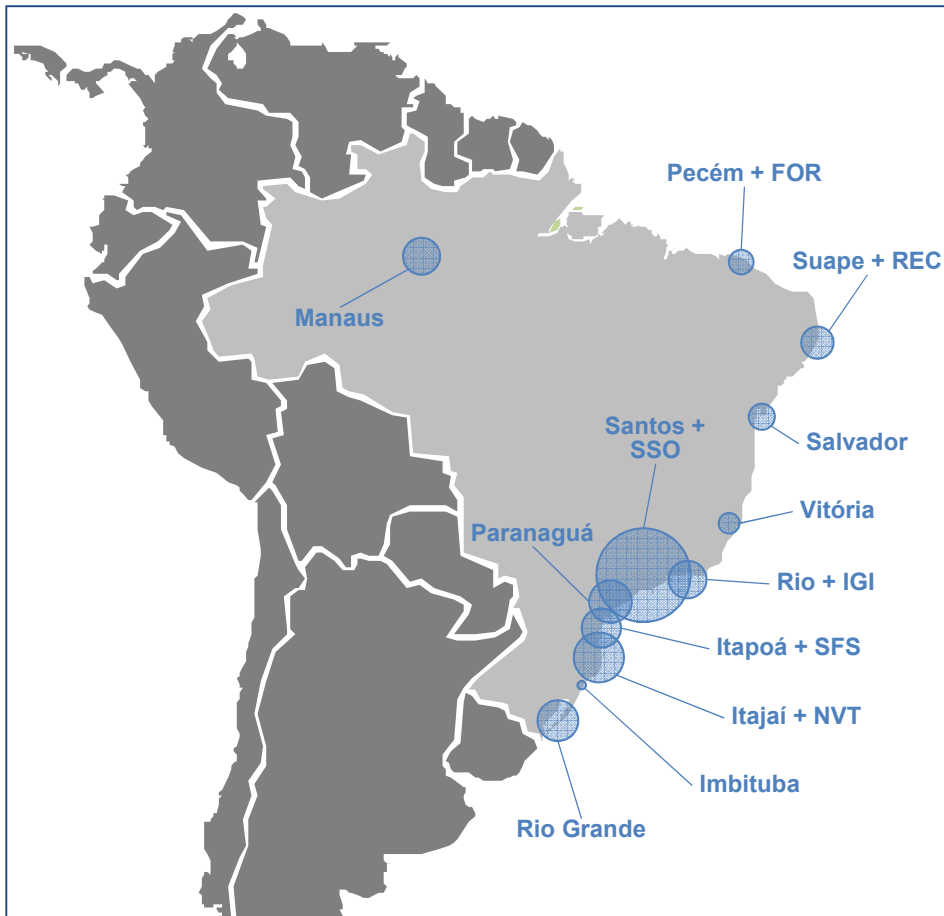 Pecém + FOR
Suape + REC
Manaus
Santos +
SSO
Salvador
Vitória
Paranaguá
Rio + IGI
Itapoá + SFS
Itajaí + NVT
Imbituba
Rio Grande